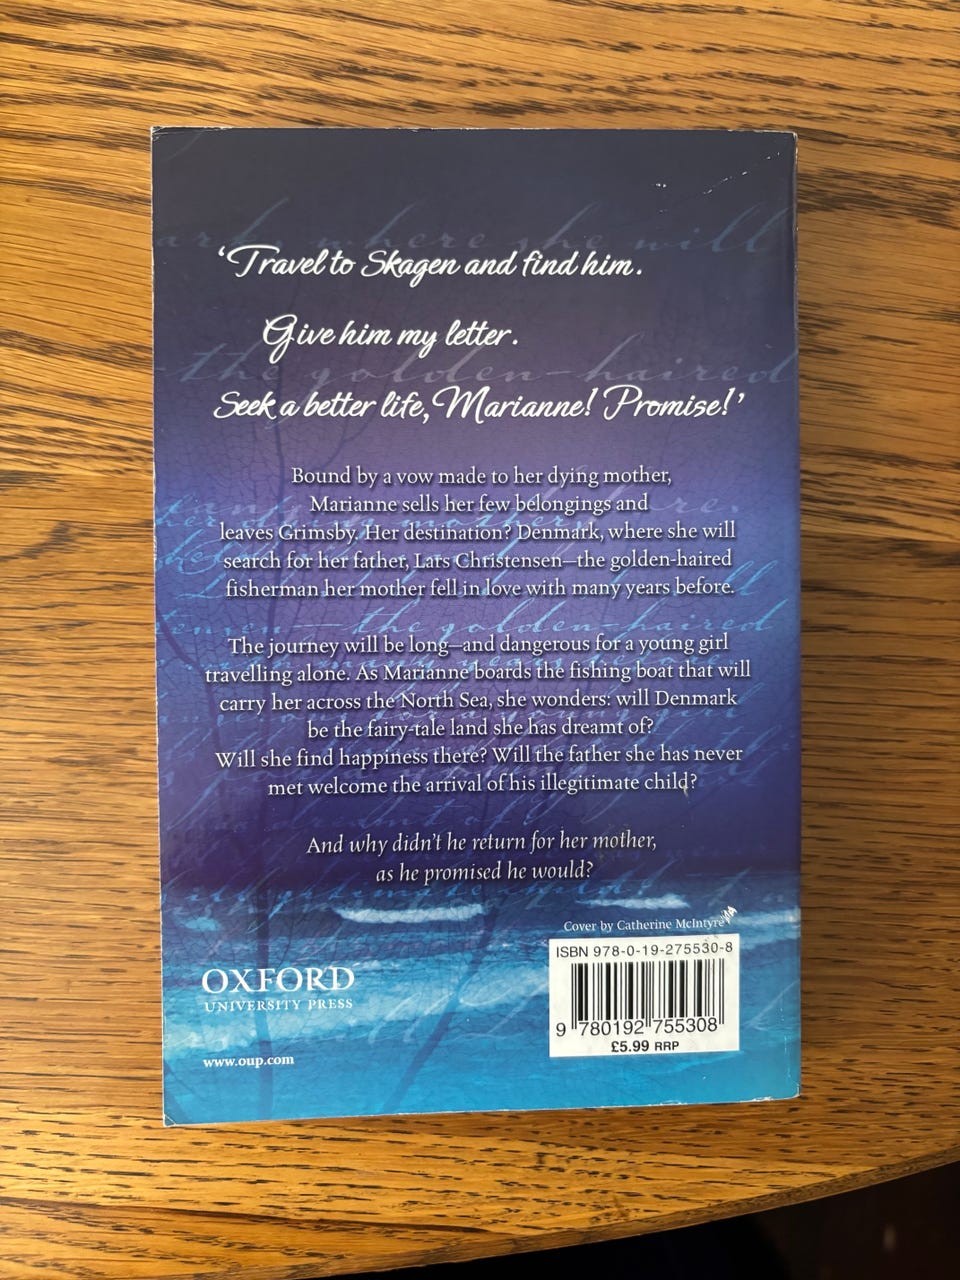 ‘Travel to Skagen and find him.
Give him my letter.
Seek a better life, Marianne! Promise!’
Bound by a vow made to her dying mother,
Marianne sells her few belongings and
leaves Grimsby. Her destination? Denmark, where she will
search for her father, Lars Christensen—the golden-haired
fisherman her mother fell in love with many years before.
The journey will be long—and dangerous for a young girl
travelling alone. As Marianne boards the fishing boat that will
carry her across the North Sea, she wonders: will Denmark
be the fairy-tale land she has dreamt of?
Will she find happiness there? Will the father she has never
met welcome the arrival of his illegitimate child?
And why didn’t he return for her mother,
as he promised he would?
Cover by Catherine McIntyre
ISBN 978-0-19-275530-8
9 780192 755308
£5.99 RRP
OXFORD
UNIVERSITY PRESS
www.oup.com